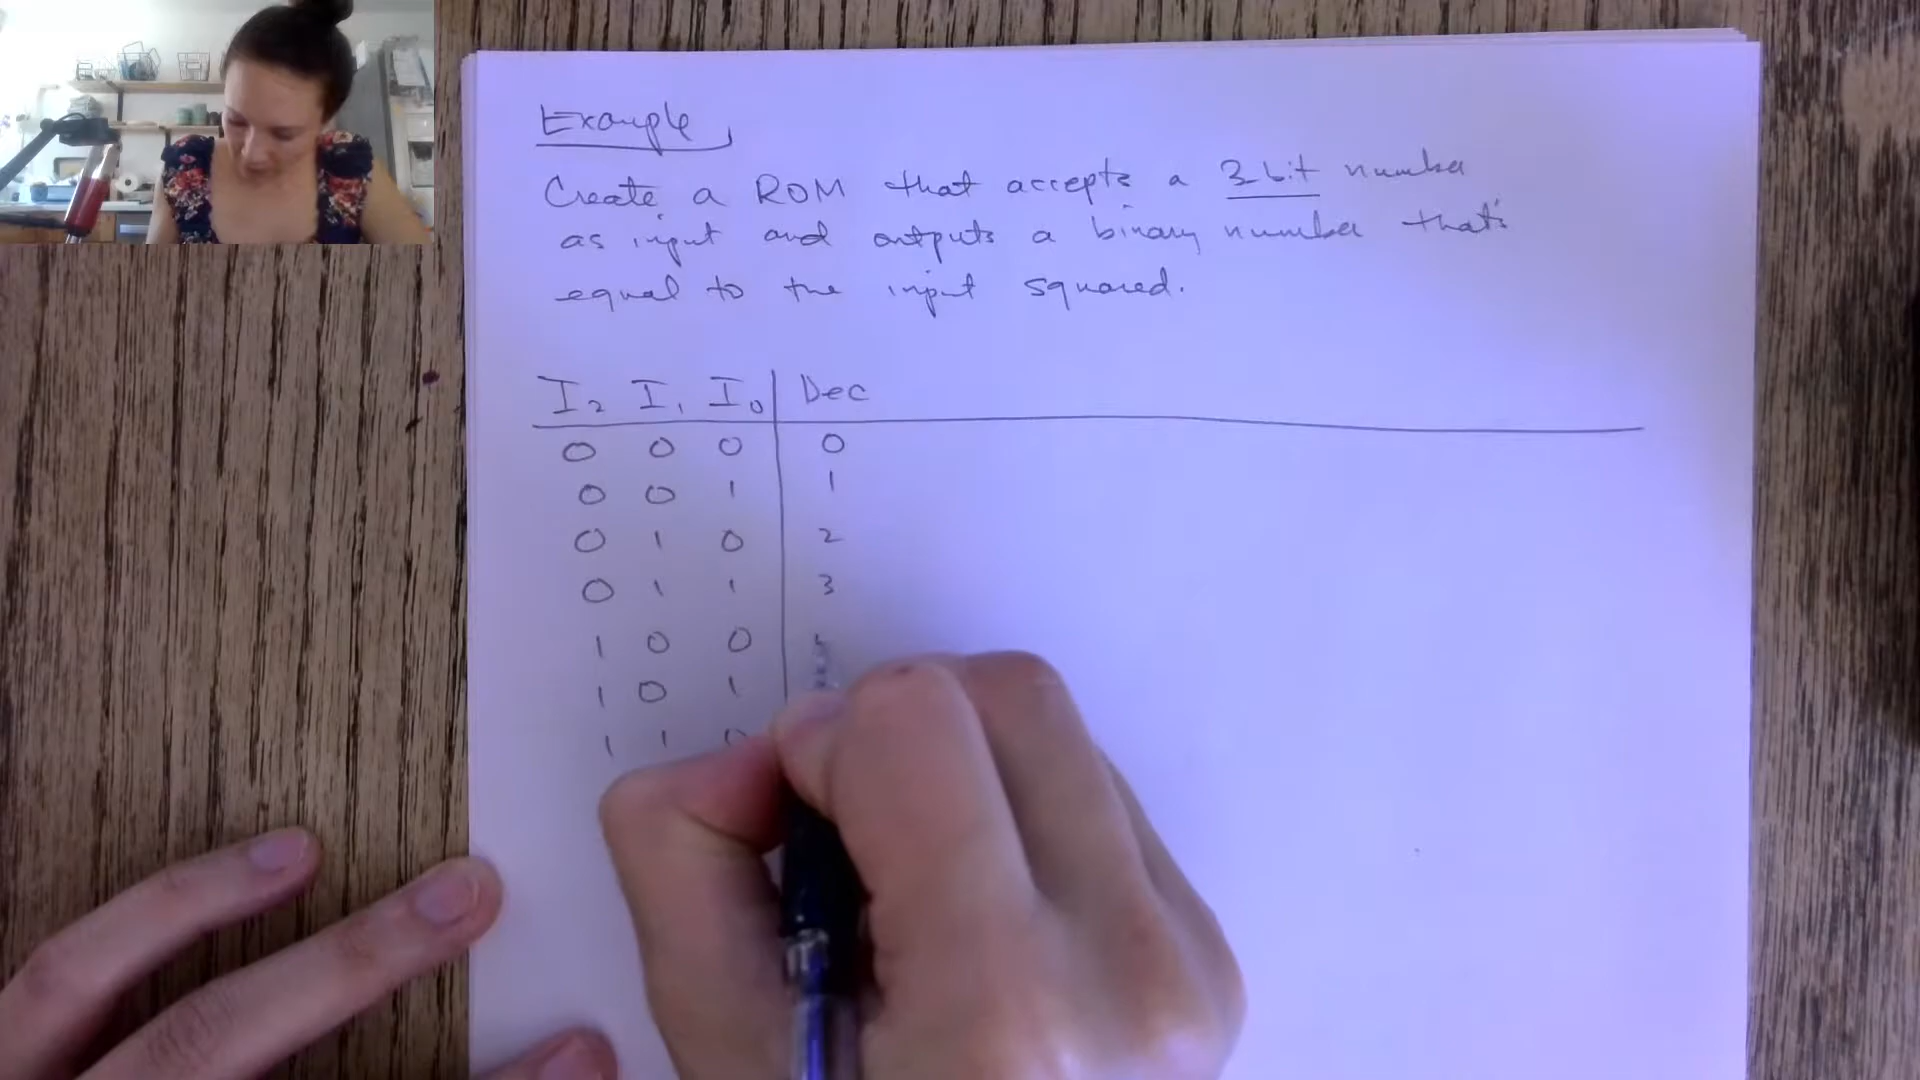 Example
Create a ROM that accepts a 3 bit number
as input and outputs a binary number that's
equal to the input squared.
I2 I1 I0 Dec
0 0 0 0
0 0 1 1
0 1 0 2
0 1 1 3
1 0 0
1 0 1
1 1 0